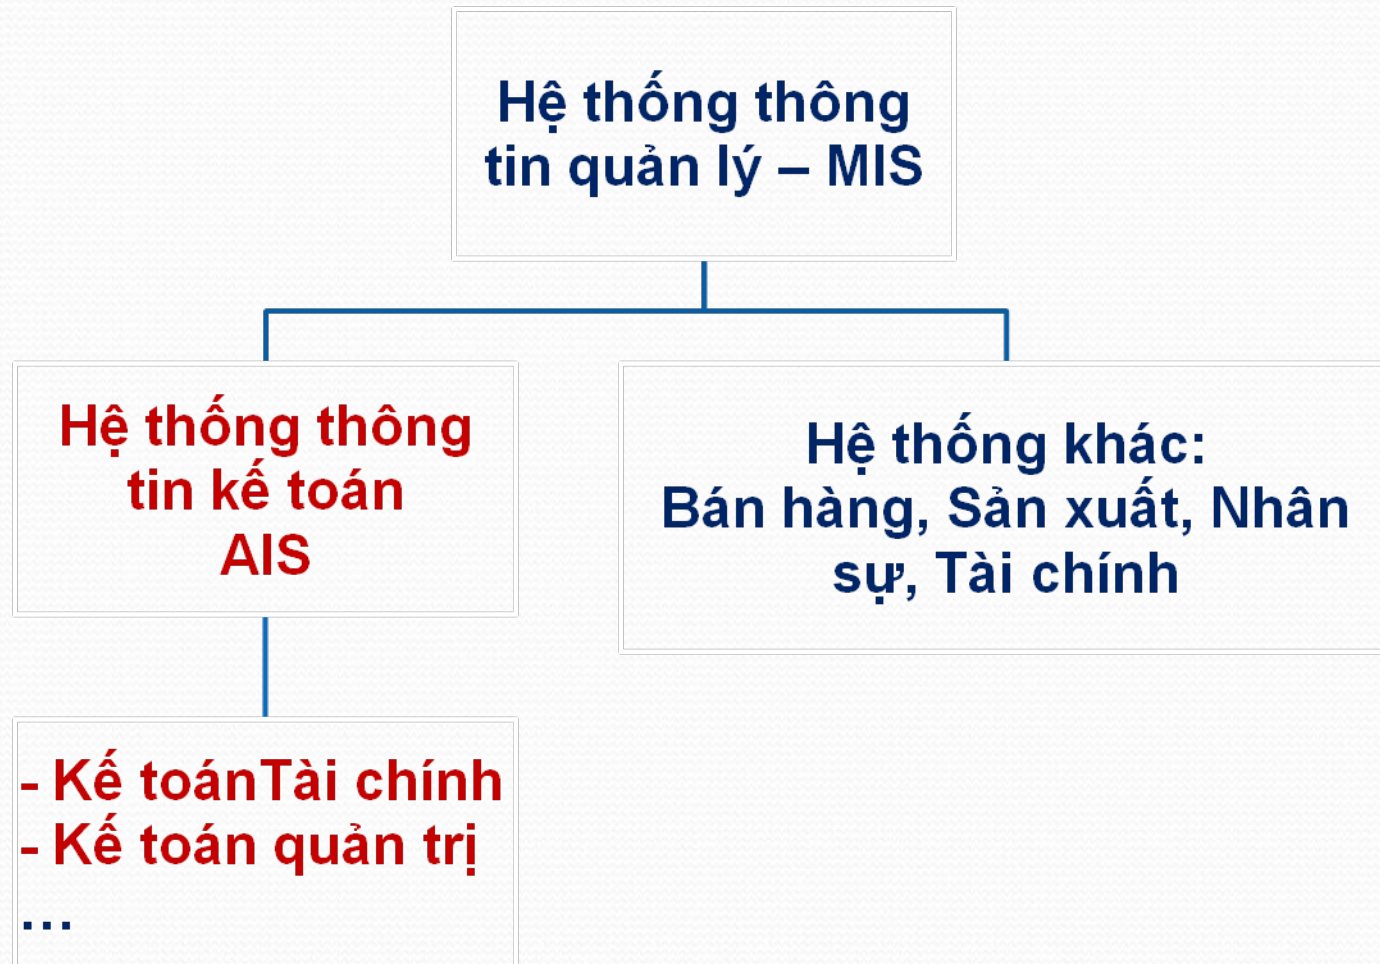 Hệ thống thông
tin quản lý – MIS
Hệ thống thông
tin kế toán
AIS
Hệ thống khác:
Bán hàng, Sản xuất, Nhân
sự, Tài chính
- Kế toánTài chính
- Kế toán quản trị
...